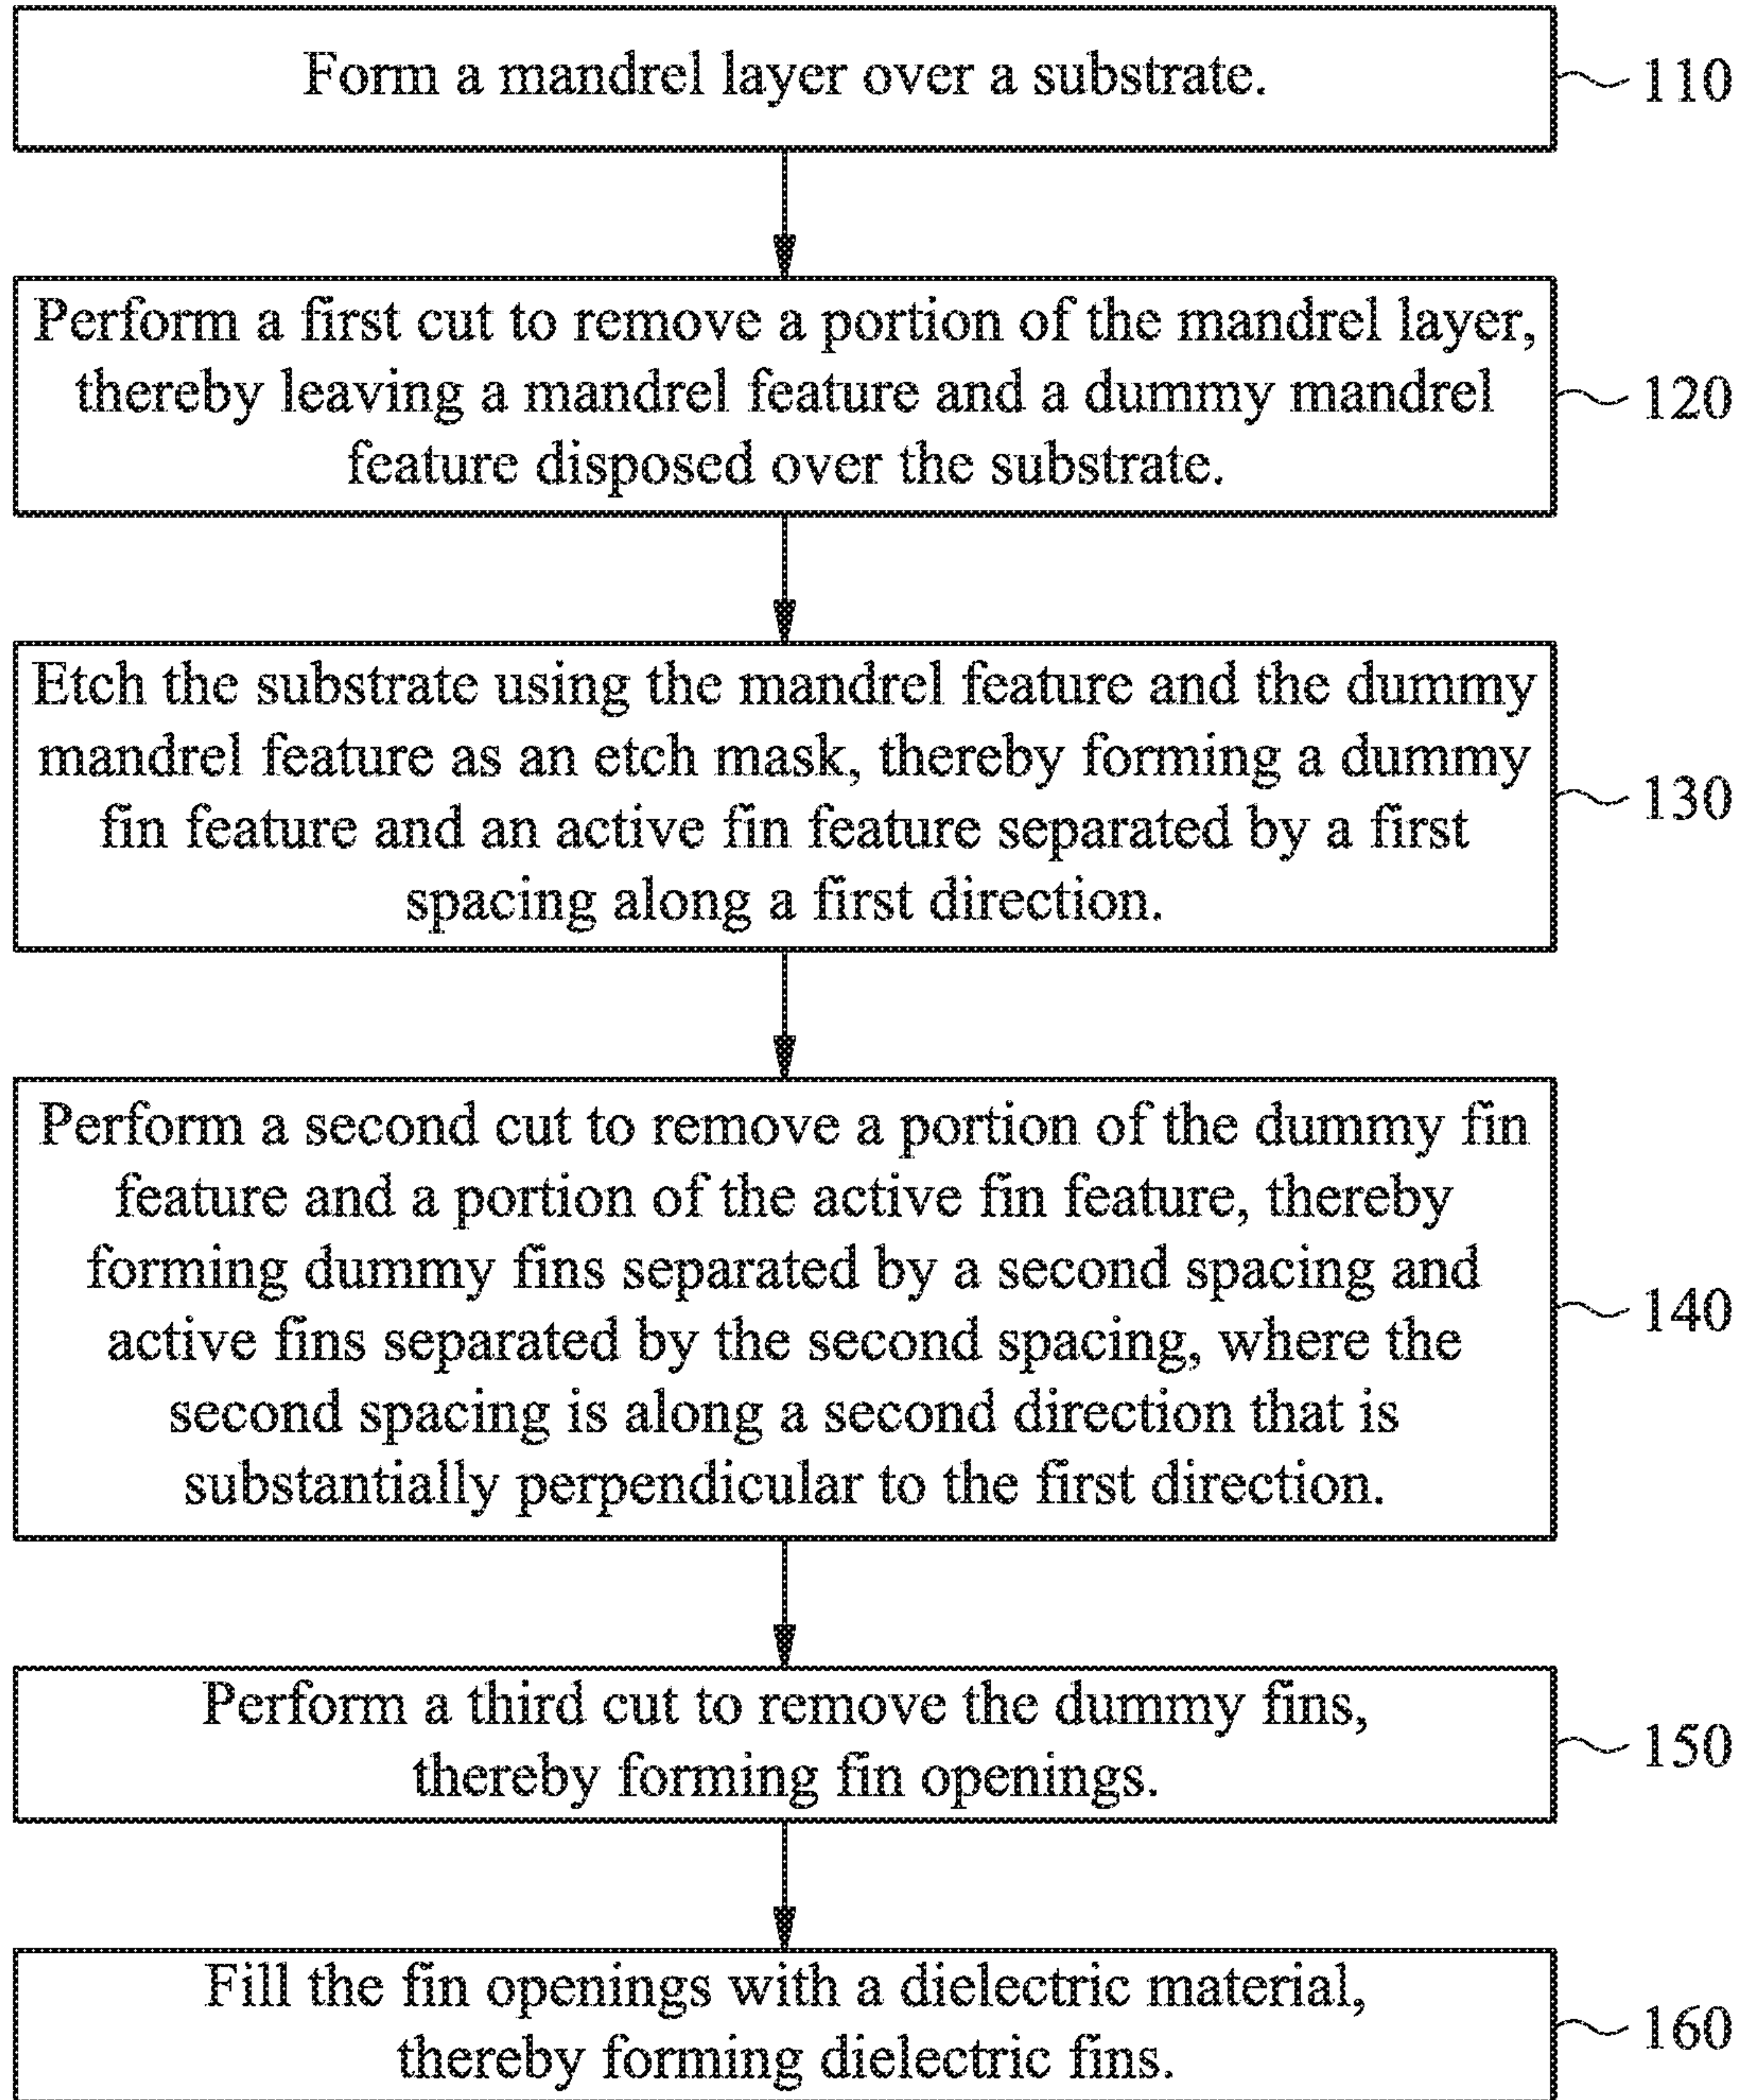 Form a mandrel layer over a substrate.
110
Perform a first cut to remove a portion of the mandrel layer,
thereby leaving a mandrel feature and a dummy mandrel
feature disposed over the substrate.
120
Etch the substrate using the mandrel feature and the dummy
mandrel feature as an etch mask, thereby forming a dummy
fin feature and an active fin feature separated by a first
spacing along a first direction.
130
Perform a second cut to remove a portion of the dummy fin
feature and a portion of the active fin feature, thereby
forming dummy fins separated by a second spacing and
active fins separated by the second spacing, where the
second spacing is along a second direction that is
substantially perpendicular to the first direction.
140
Perform a third cut to remove the dummy fins,
thereby forming fin openings.
150
Fill the fin openings with a dielectric material,
thereby forming dielectric fins.
160